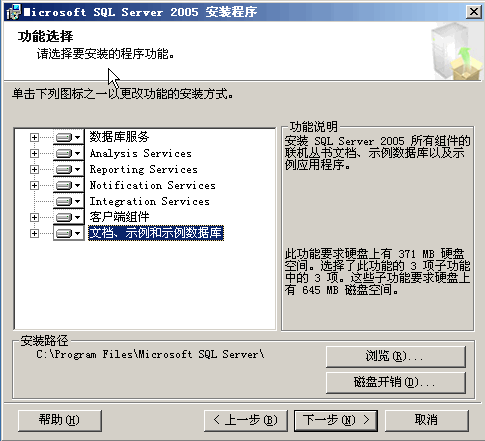 Microsoft SQL Server 2005 安装程序
功能选择
请选择要安装的程序功能。
单击下列图标之一以更改功能的安装方式。
数据库服务
Analysis Services
Reporting Services
Notification Services
Integration Services
客户端组件
文档、示例和示例数据库
功能说明
安装 SQL Server 2005 所有组件的
联机丛书文档、示例数据库以及示
例应用程序。
此功能要求硬盘上有 371 MB 硬盘
空间。选择了此功能的 3 项子功能
中的 3 项。这些子功能要求硬盘上
有 645 MB 磁盘空间。
安装路径
C:\Program Files\Microsoft SQL Server\
浏览(R)...
磁盘开销(D)...
帮助(H)
< 上一步(B)
下一步(N) >
取消